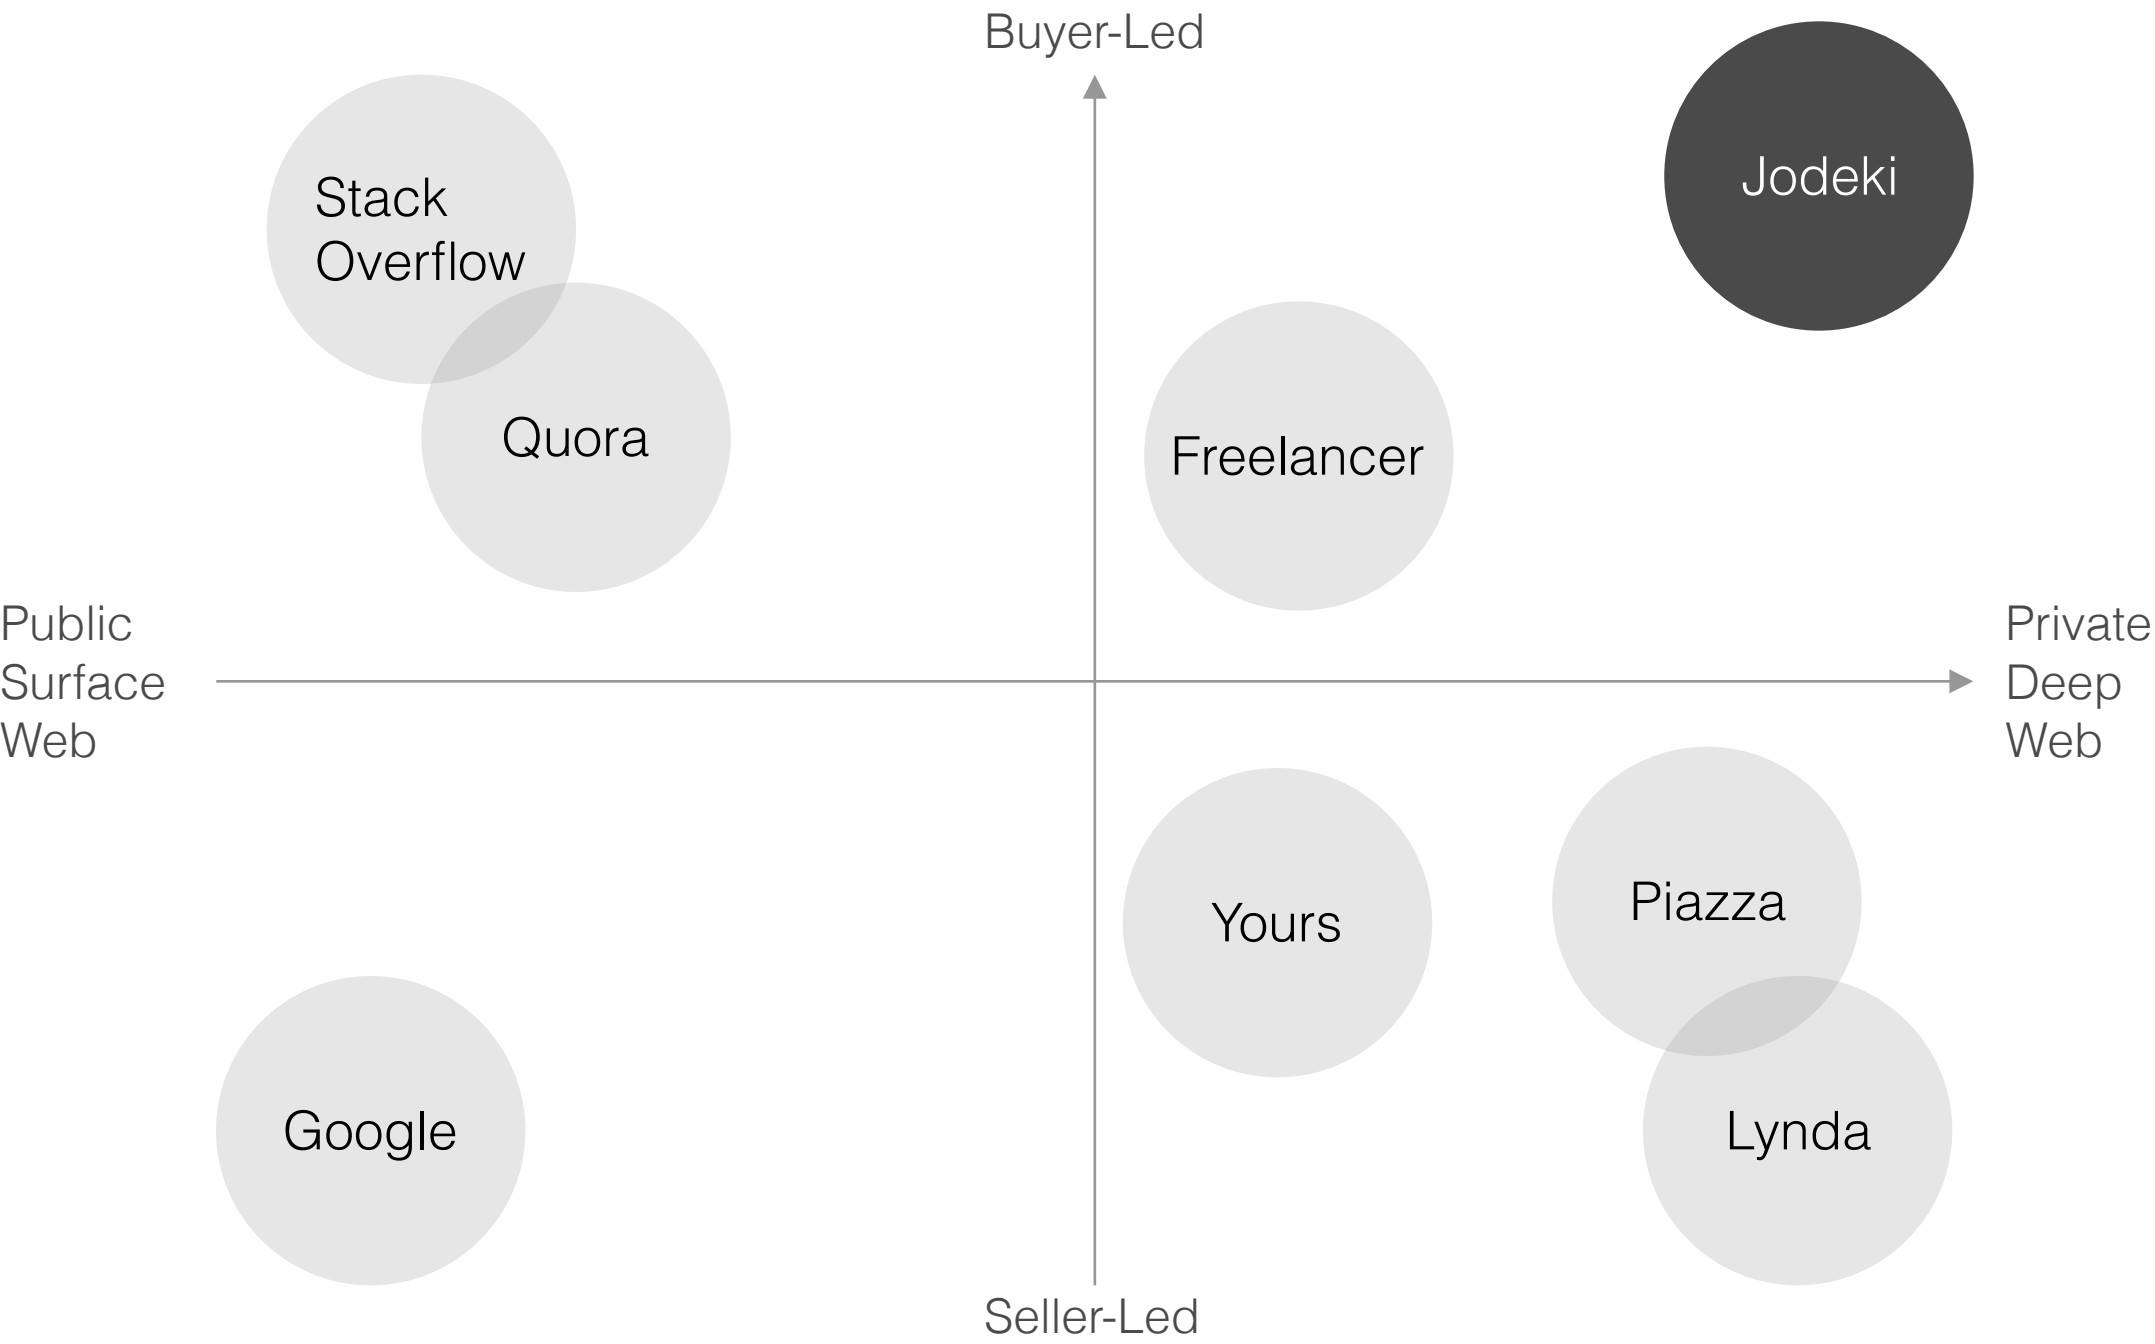 Buyer-Led
Jodeki
Stack
Overflow
Quora
Freelancer
Public
Surface
Web
Private
Deep
Web
Yours
Piazza
Google
Lynda
Seller-Led